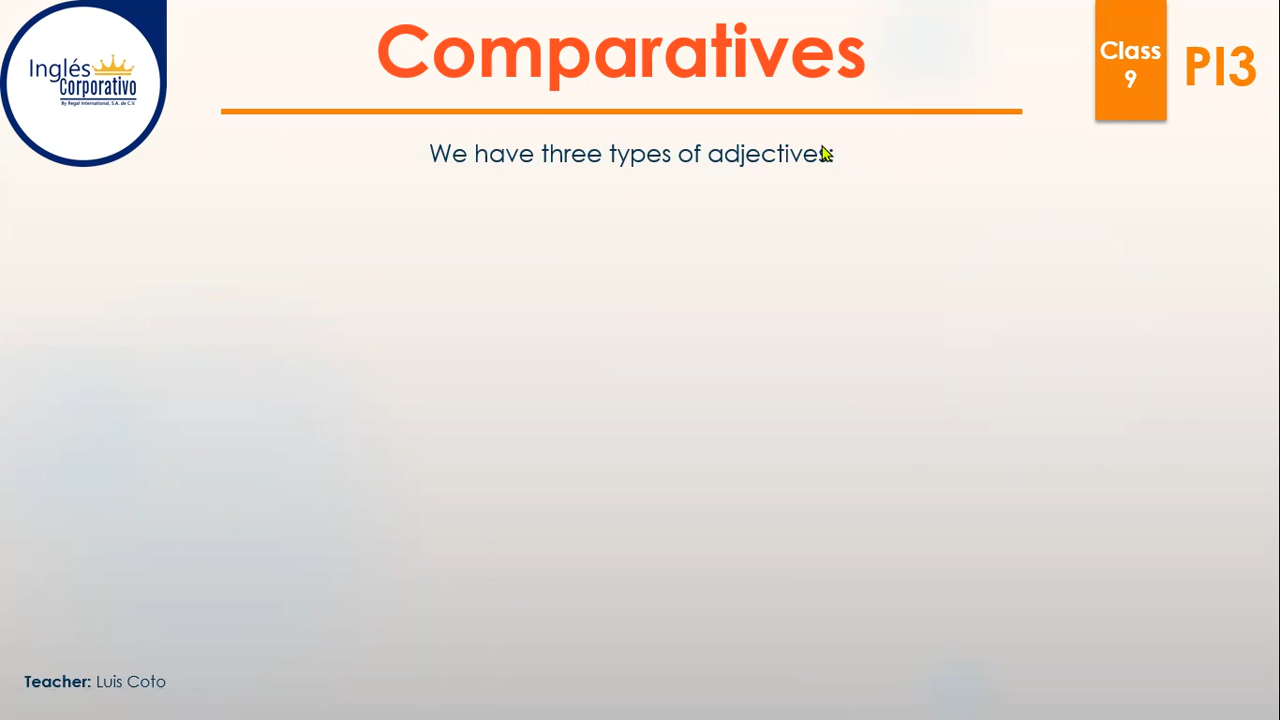 Inglés
Corporativo
By Regal International, S.A. de C.V.
Comparatives
Class
9
PI3
We have three types of adjectives:
Teacher: Luis Coto